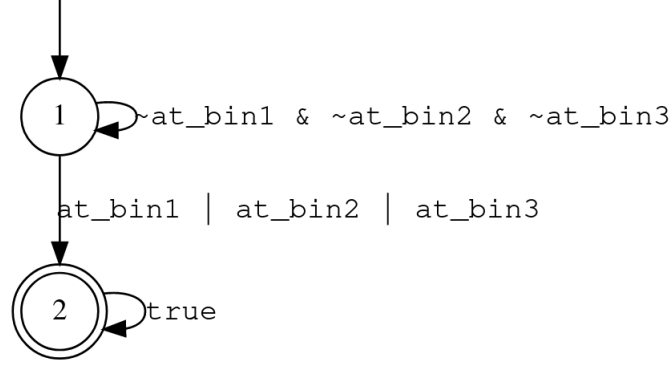 1
~at_bin1 & ~at_bin2 & ~at_bin3
at_bin1 | at_bin2 | at_bin3
2
true